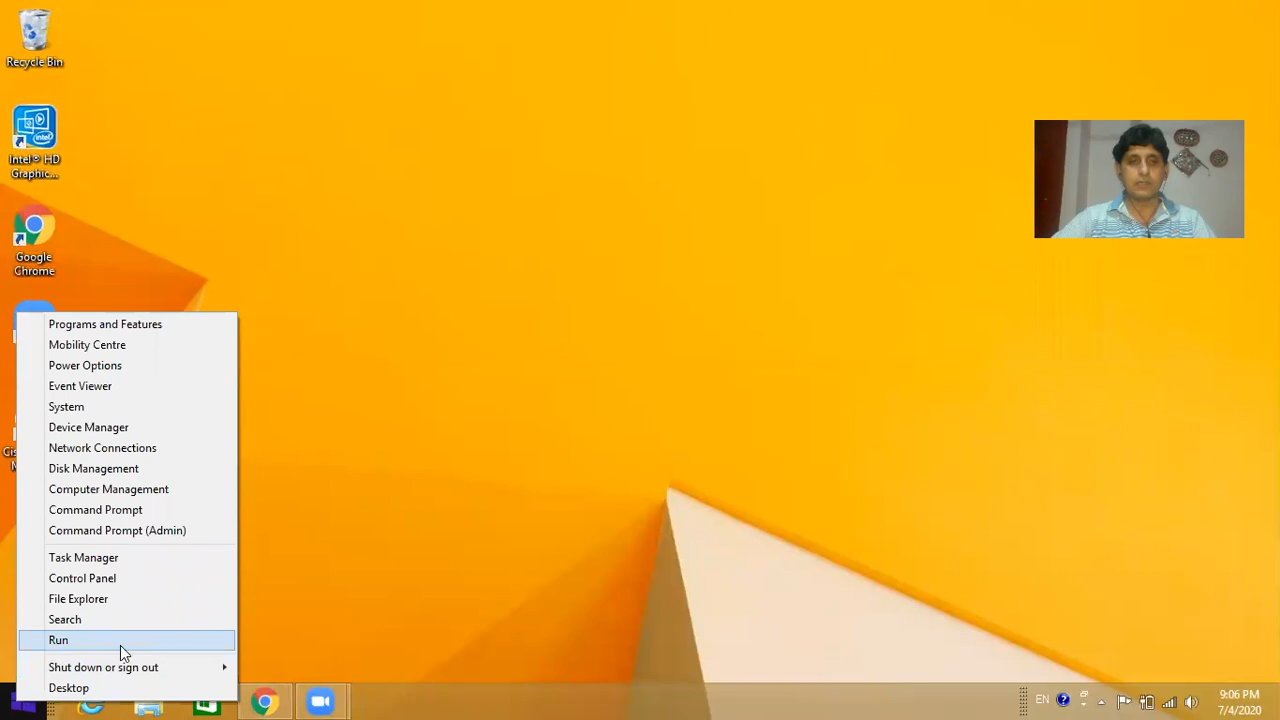 Recycle Bin
Intel® HD
Graphic...
Google
Chrome
Programs and Features
Mobility Centre
Power Options
Event Viewer
System
Device Manager
Network Connections
Disk Management
Computer Management
Command Prompt
Command Prompt (Admin)
Task Manager
Control Panel
File Explorer
Search
Run
Shut down or sign out
Desktop
EN
9:06 PM
7/4/2020